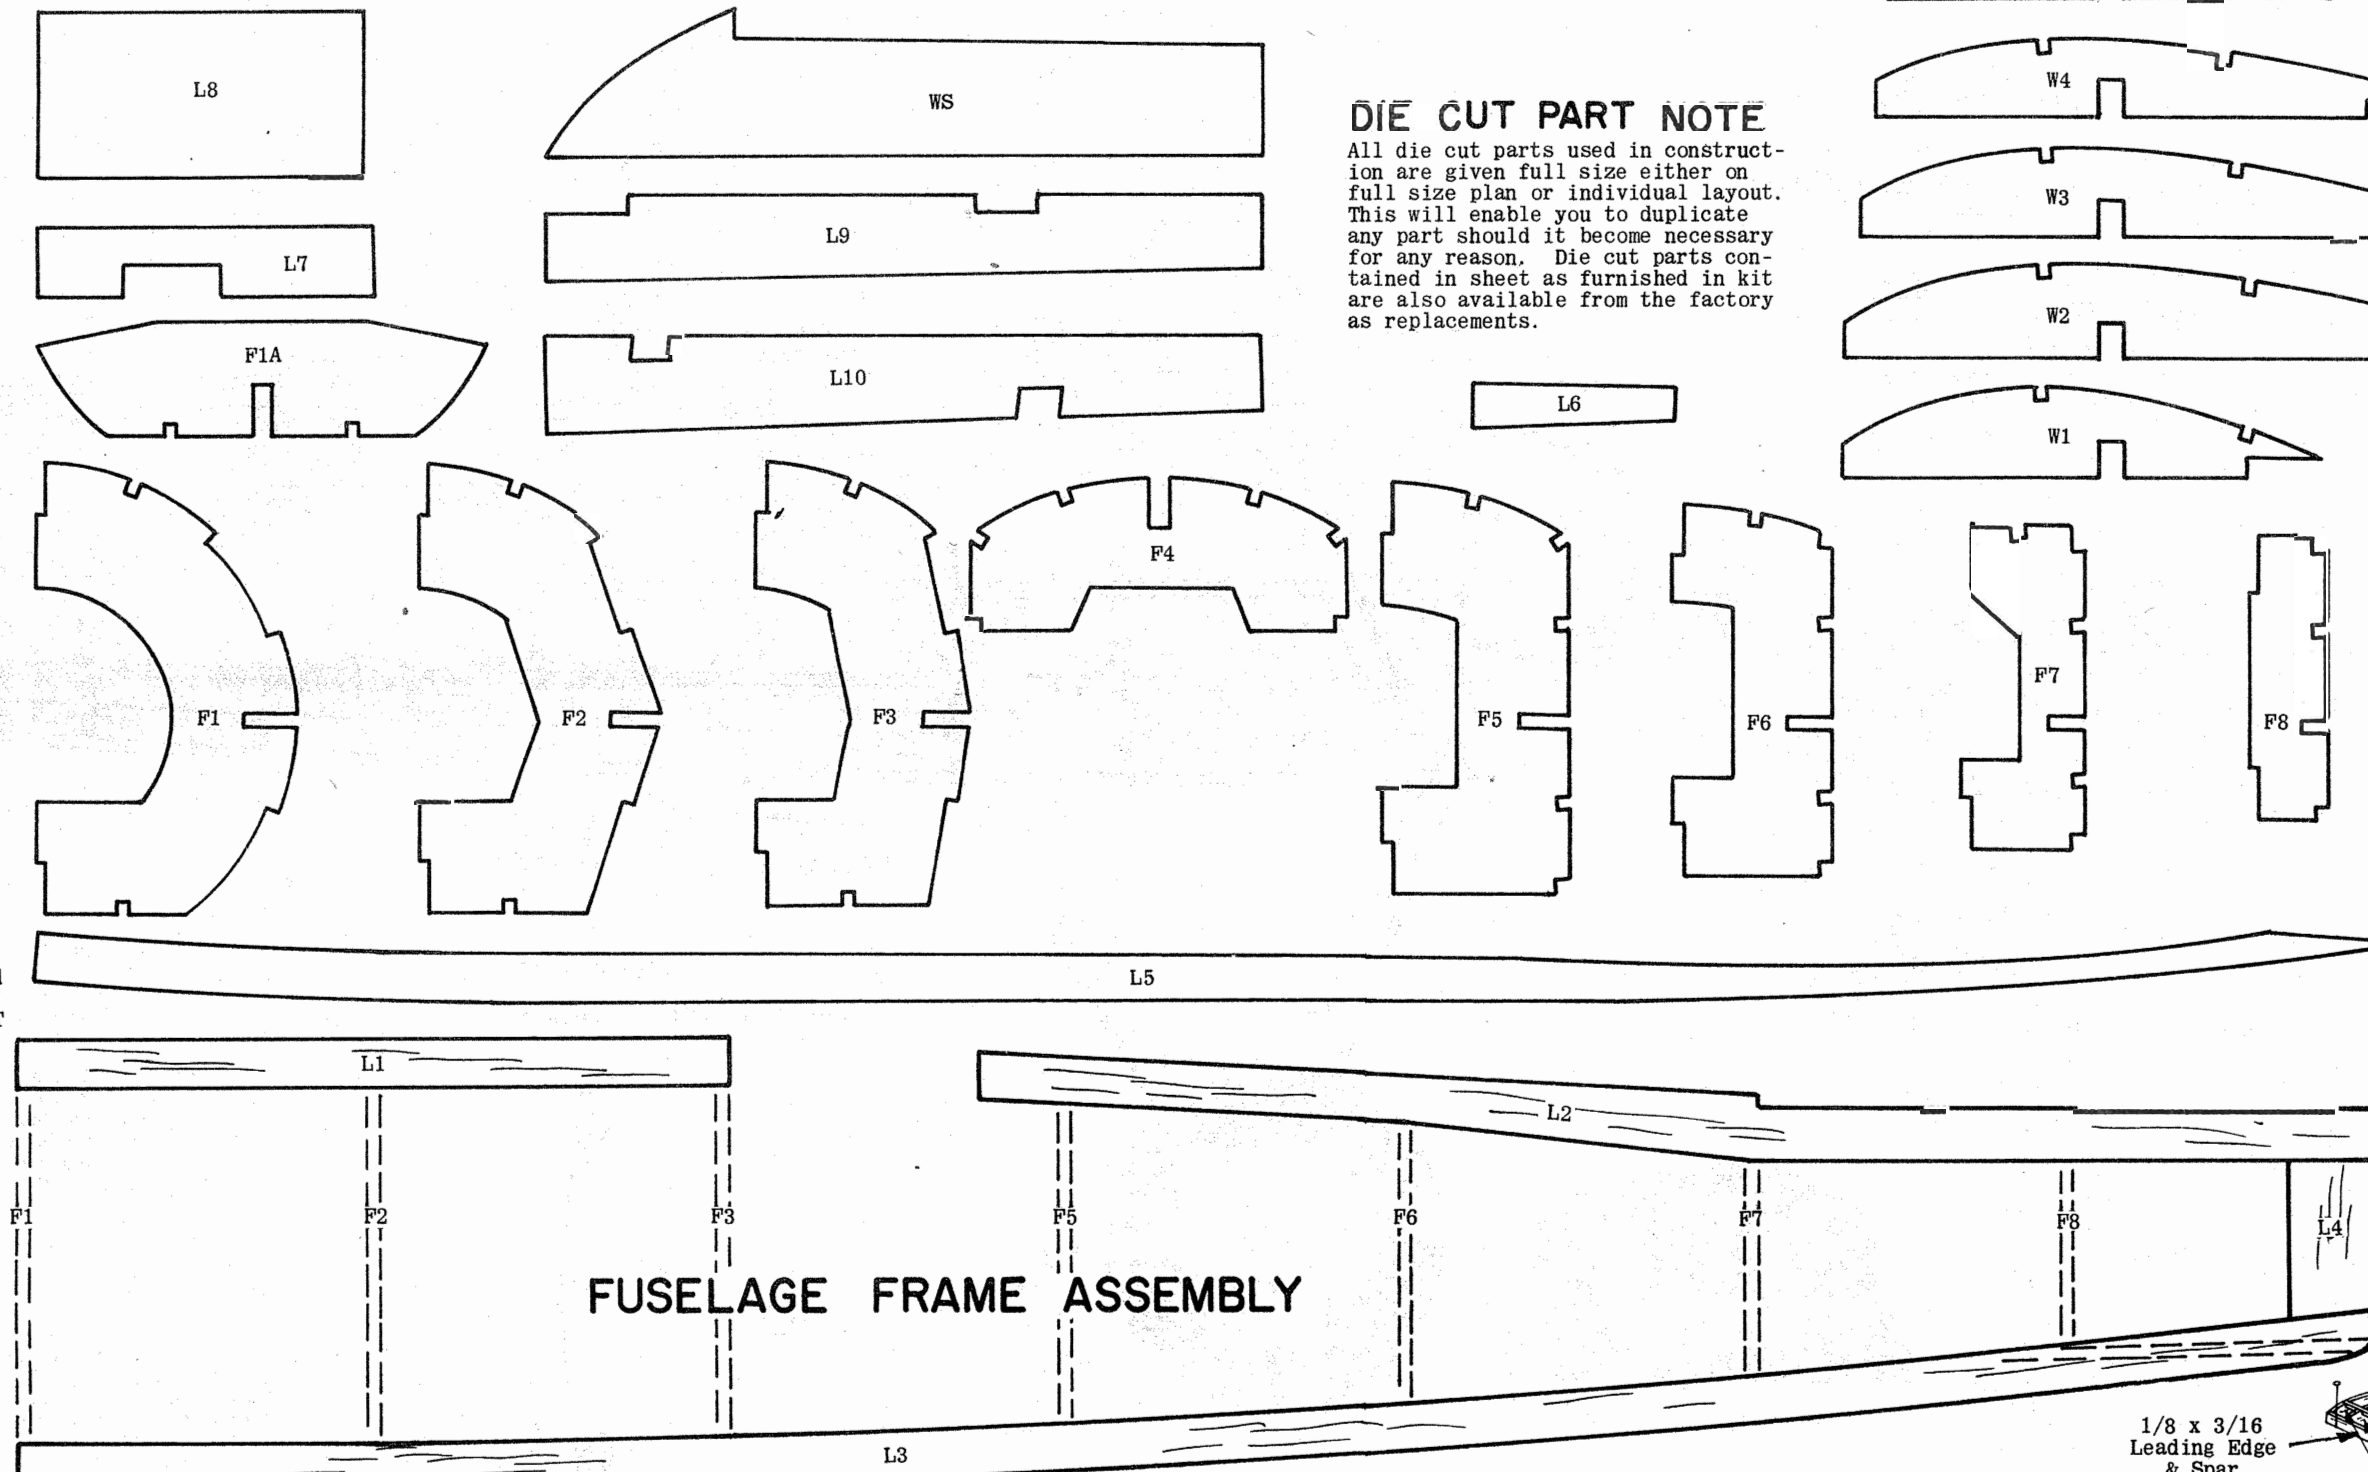 L8
WS
DIE CUT PART NOTE
All die cut parts used in construct-
ion are given full size either on
full size plan or individual layout.
This will enable you to duplicate
any part should it become necessary
for any reason. Die cut parts con-
tained in sheet as furnished in kit
are also available from the factory
as replacements.
W4
W3
W2
W1
L7
L9
F1A
L10
L6
F1
F2
F3
F4
F5
F6
F7
F8
L5
L1
L2
F1
F2
F3
F5
F6
F7
F8
L4
FUSELAGE FRAME ASSEMBLY
L3
1/8 x 3/16
Leading Edge
& Spar